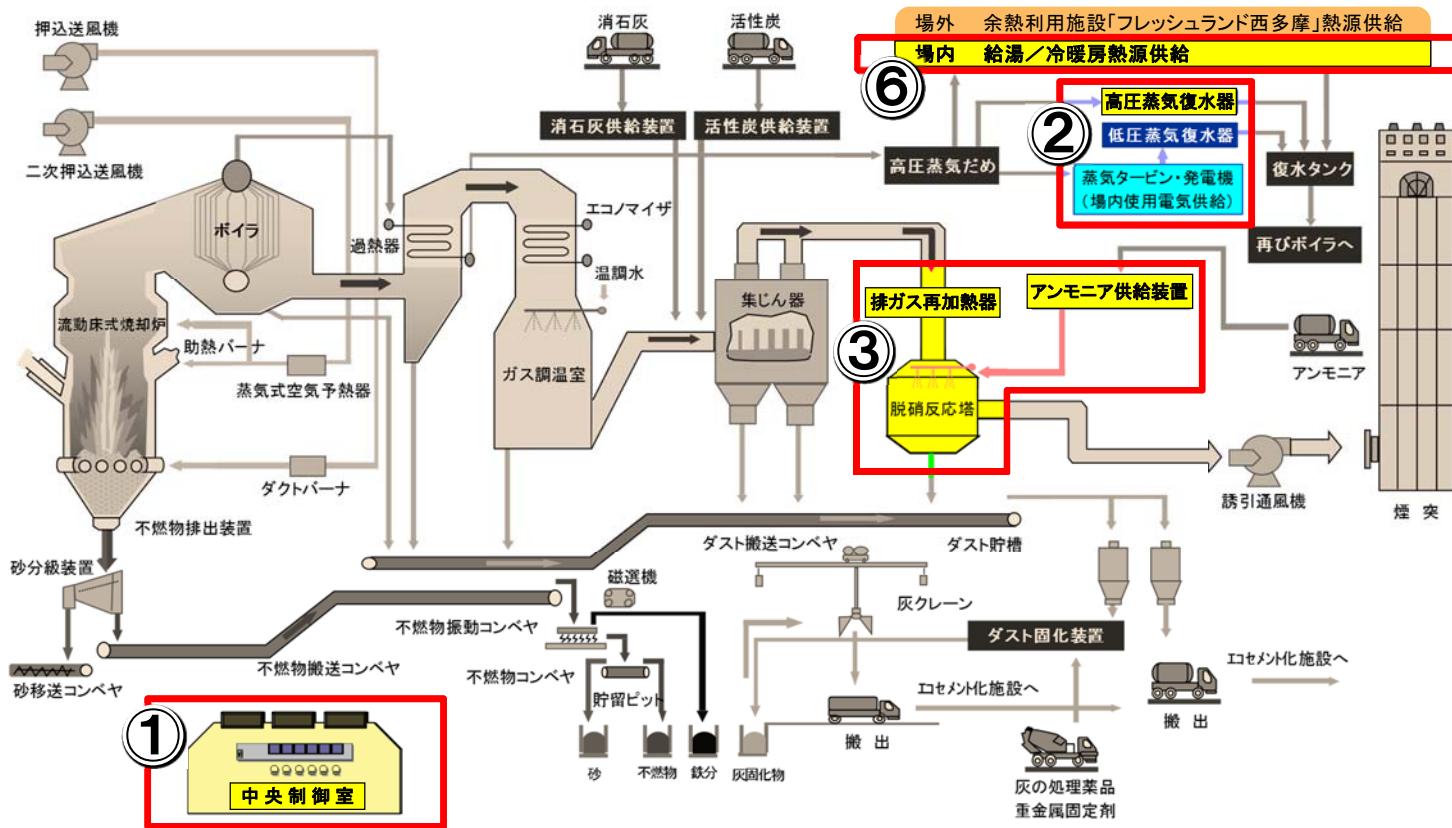 押込送風機
二次押込送風機
消石灰
活性炭
場外　余熱利用施設「フレッシュランド西多摩」熱源供給
場内　給湯／冷暖房熱源供給
⑥
消石灰供給装置
活性炭供給装置
高圧蒸気だめ
②
高圧蒸気復水器
低圧蒸気復水器
蒸気タービン・発電機
（場内使用電気供給）
復水タンク
再びボイラへ
ボイラ
過熱器
エコノマイザ
温調水
流動床式焼却炉
助熱バーナ
蒸気式空気予熱器
ガス調温室
集じん器
③
排ガス再加熱器
アンモニア供給装置
脱硝反応塔
アンモニア
ダクトバーナ
不燃物排出装置
誘引通風機
煙突
砂分級装置
ダスト搬送コンベヤ
ダスト貯槽
磁選機
灰クレーン
不燃物振動コンベヤ
ダスト固化装置
砂移送コンベヤ
不燃物搬送コンベヤ
不燃物コンベヤ
貯留ピット
エコセメント化施設へ
エコセメント化施設へ
搬出
搬出
①
中央制御室
砂
不燃物
鉄分
灰固化物
灰の処理薬品
重金属固定剤